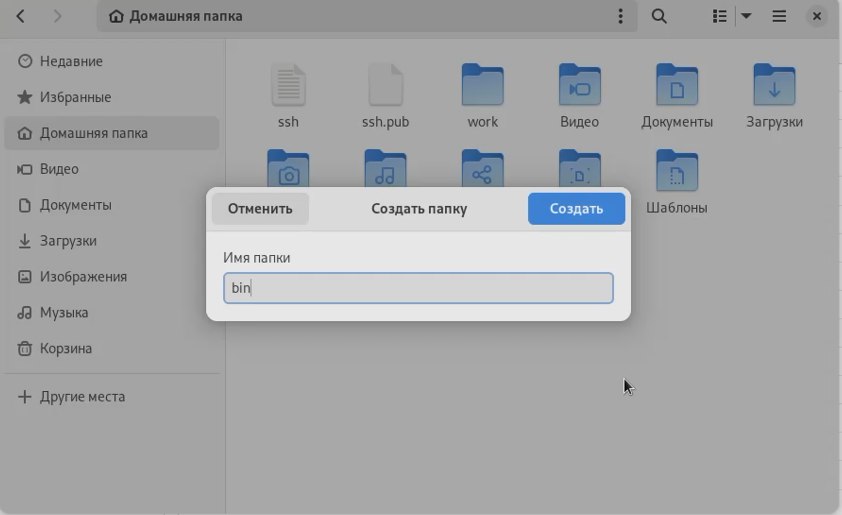 Домашняя папка
Недавние
Избранные
Домашняя папка
Видео
Документы
Загрузки
Изображения
Музыка
Корзина
Другие места
ssh
ssh.pub
work
Видео
Документы
Загрузки
Шаблоны
Отменить
Создать папку
Создать
Имя папки
bin